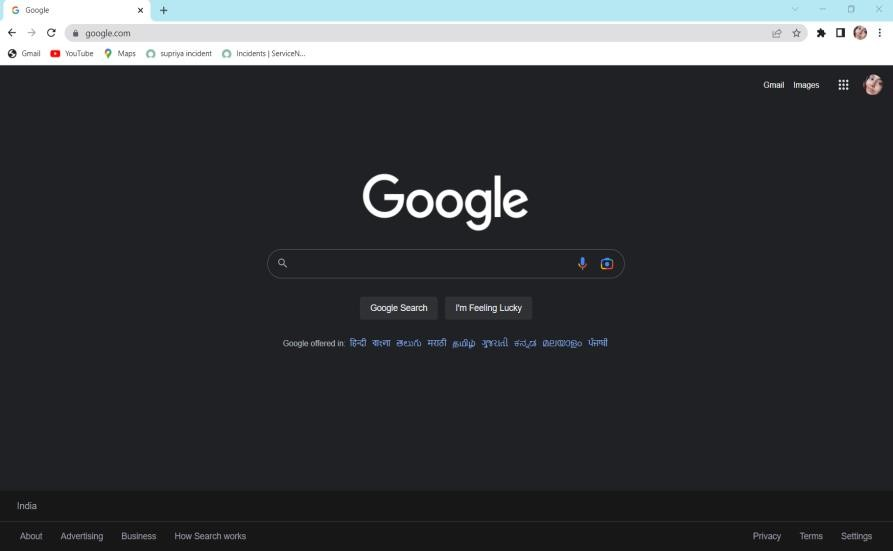 Google
google.com
Gmail YouTube Maps supriya incident Incidents | ServiceN...
Gmail Images
Google
Google Search I'm Feeling Lucky
Google offered in: हिन्दी বাংলা తెలుగు मराठी தமிழ் ગુજરાતી ಕನ್ನಡ മലയാളം ਪੰਜਾਬੀ
India
About Advertising Business How Search works Privacy Terms Settings